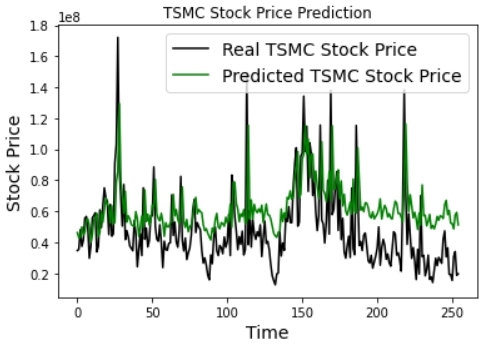 TSMC Stock Price Prediction
1e8
Real TSMC Stock Price
Predicted TSMC Stock Price
Stock Price
1.8
1.6
1.4
1.2
1.0
0.8
0.6
0.4
0.2
0 50 100 150 200 250
Time